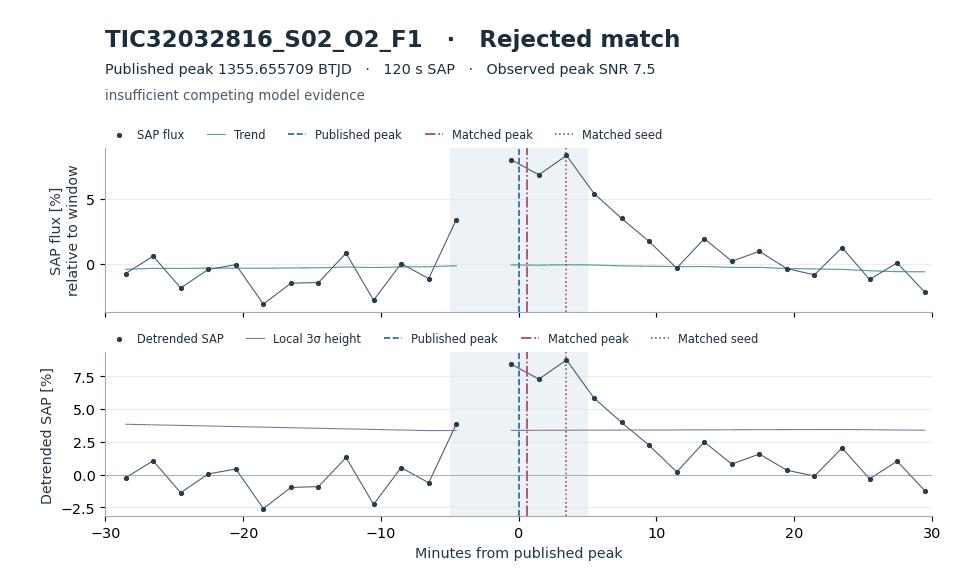 TIC32032816_S02_O2_F1 · Rejected match
Published peak 1355.655709 BTJD · 120 s SAP · Observed peak SNR 7.5
insufficient competing model evidence
SAP flux Trend Published peak Matched peak Matched seed
SAP flux [%]
relative to window
5
0
Detrended SAP Local 3σ height Published peak Matched peak Matched seed
Detrended SAP [%]
7.5
5.0
2.5
0.0
−2.5
−30 −20 −10 0 10 20 30
Minutes from published peak